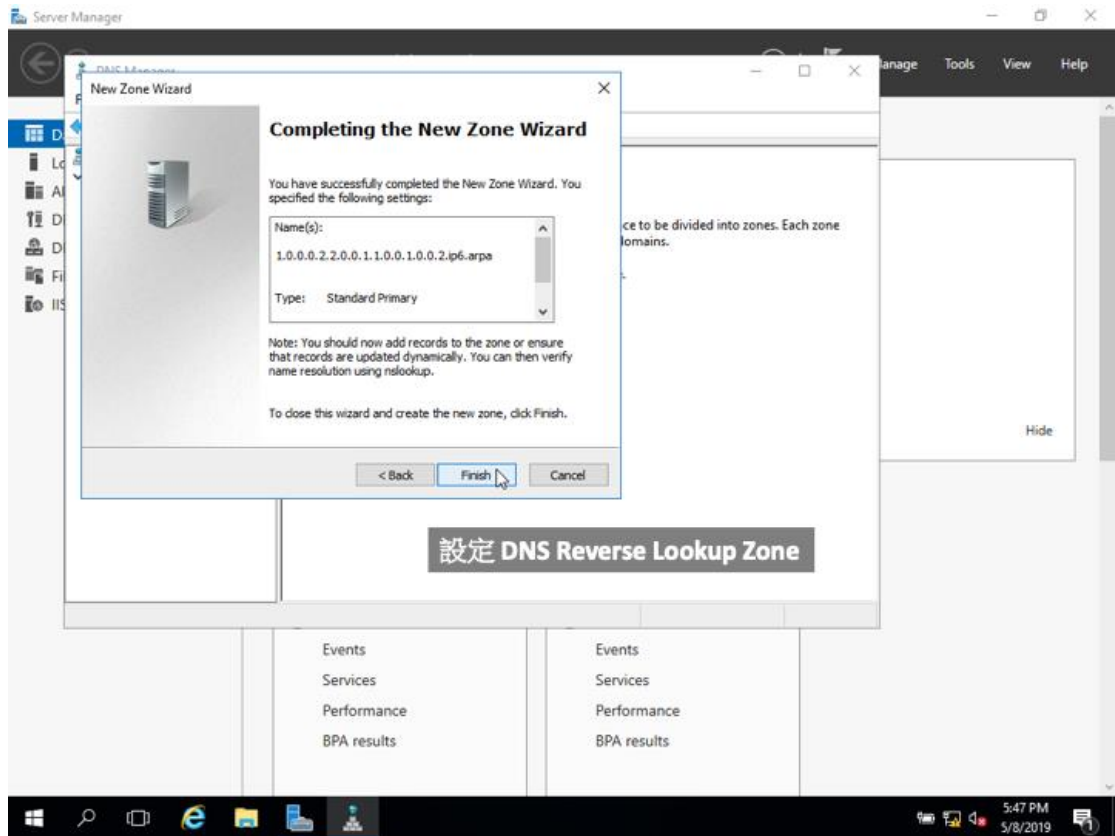 Server Manager
Manage Tools View Help
DNS Manager
New Zone Wizard
Completing the New Zone Wizard
You have successfully completed the New Zone Wizard. You
specified the following settings:
Name(s):
1.0.0.0.2.2.0.0.1.1.0.0.1.0.0.2.ip6.arpa
Type: Standard Primary
Note: You should now add records to the zone or ensure
that records are updated dynamically. You can then verify
name resolution using nslookup.
To close this wizard and create the new zone, click Finish.
< Back Finish Cancel
ce to be divided into zones. Each zone
domains.
Hide
設定 DNS Reverse Lookup Zone
Events Events
Services Services
Performance Performance
BPA results BPA results
5:47 PM
5/8/2019